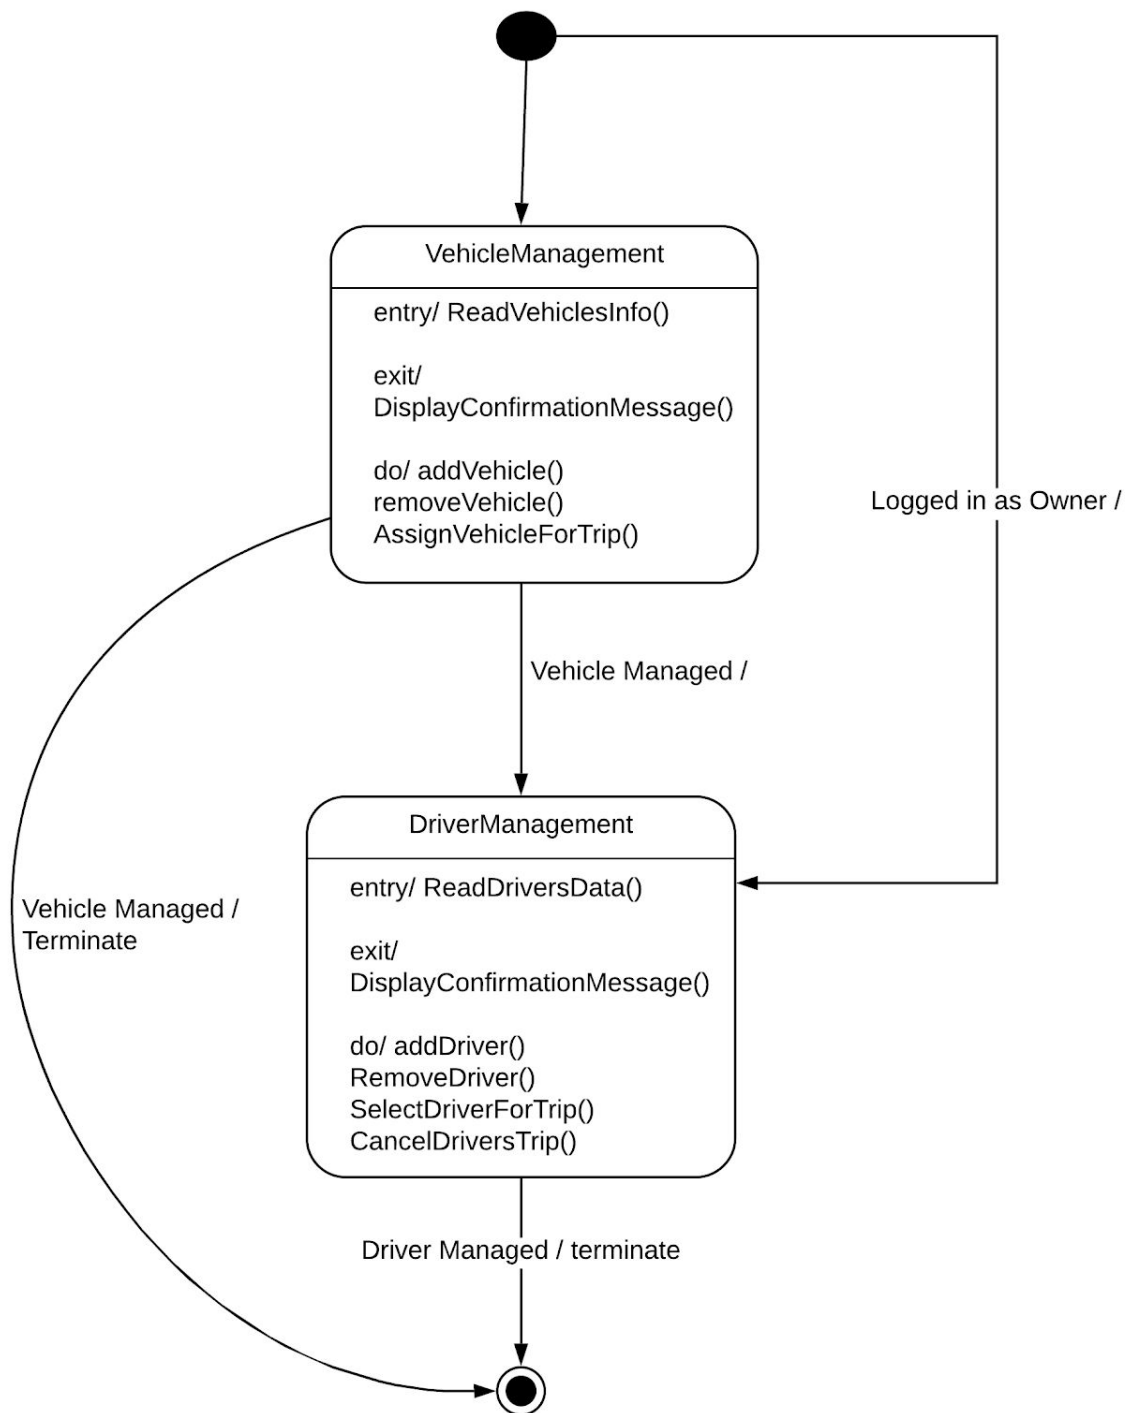 VehicleManagement
entry/ ReadVehiclesInfo()
exit/
DisplayConfirmationMessage()
do/ addVehicle()
removeVehicle()
AssignVehicleForTrip()
Logged in as Owner /
Vehicle Managed /
DriverManagement
entry/ ReadDriversData()
exit/
DisplayConfirmationMessage()
do/ addDriver()
RemoveDriver()
SelectDriverForTrip()
CancelDriversTrip()
Vehicle Managed /
Terminate
Driver Managed / terminate